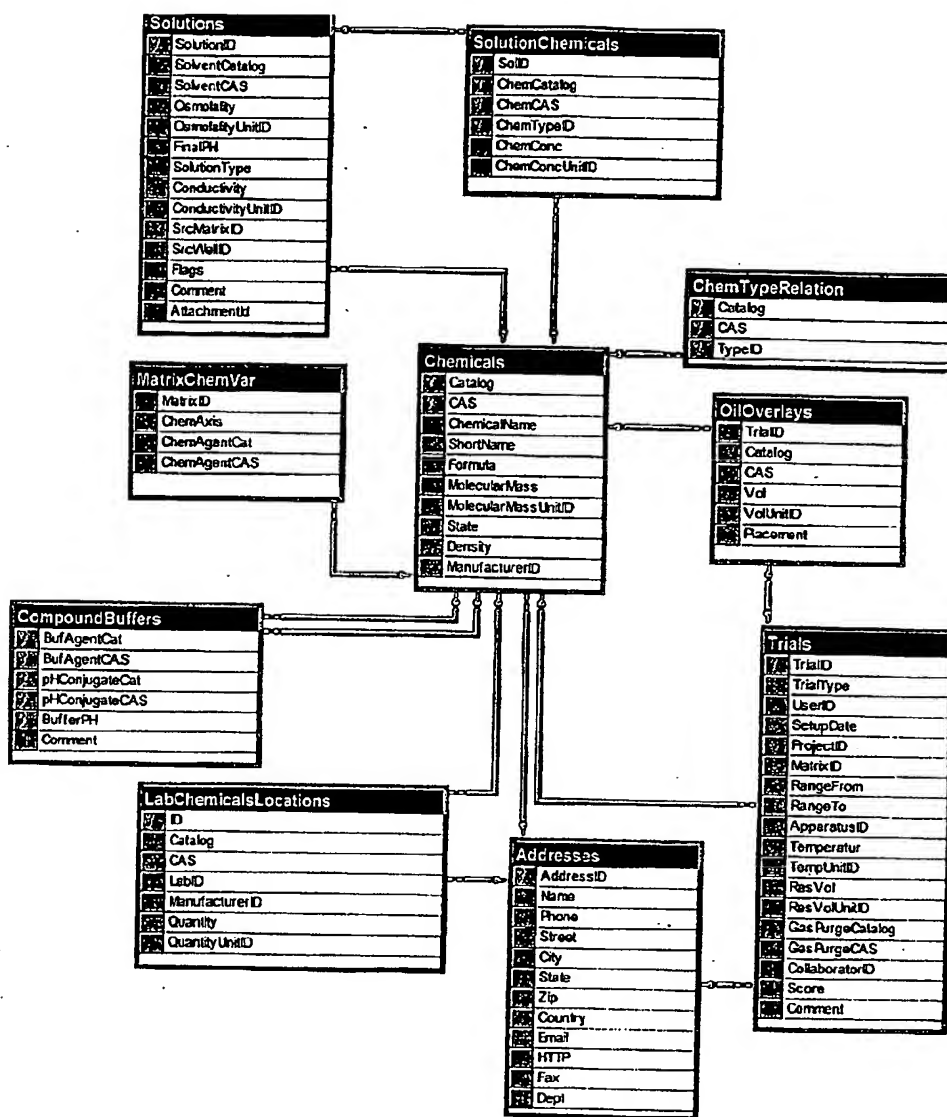 Solutions
SolutionID
SolventCatalog
SolventCAS
Osmolality
OsmolalityUnitID
FinalPH
SolutionType
Conductivity
ConductivityUnitID
SrcMatrixID
SrcWellID
Flags
Comment
AttachmentId
SolutionChemicals
SolID
ChemCatalog
ChemCAS
ChemTypeID
ChemConc
ChemConcUnitID
ChemTypeRelation
Catalog
CAS
TypeID
MatrixChemVar
MatrixID
ChemAxis
ChemAgentCat
ChemAgentCAS
Chemicals
Catalog
CAS
ChemicalName
ShortName
Formula
MolecularMass
MolecularMassUnitID
State
Density
ManufacturerID
OilOverlays
TrialID
Catalog
CAS
Vol
VolUnitID
Placement
CompoundBuffers
BufAgentCat
BufAgentCAS
pHConjugateCat
pHConjugateCAS
BufferPH
Comment
Trials
TrialID
TrialType
UserID
SetupDate
ProjectID
MatrixID
RangeFrom
RangeTo
ApparatusID
Temperatur
TempUnitID
ResVol
ResVolUnitID
GasPurgeCatalog
GasPurgeCAS
CollaboratorID
Score
Comment
LabChemicalsLocations
ID
Catalog
CAS
LabID
ManufacturerID
Quantity
QuantityUnitID
Addresses
AddressID
Name
Phone
Street
City
State
Zip
Country
Email
HTTP
Fax
Dept